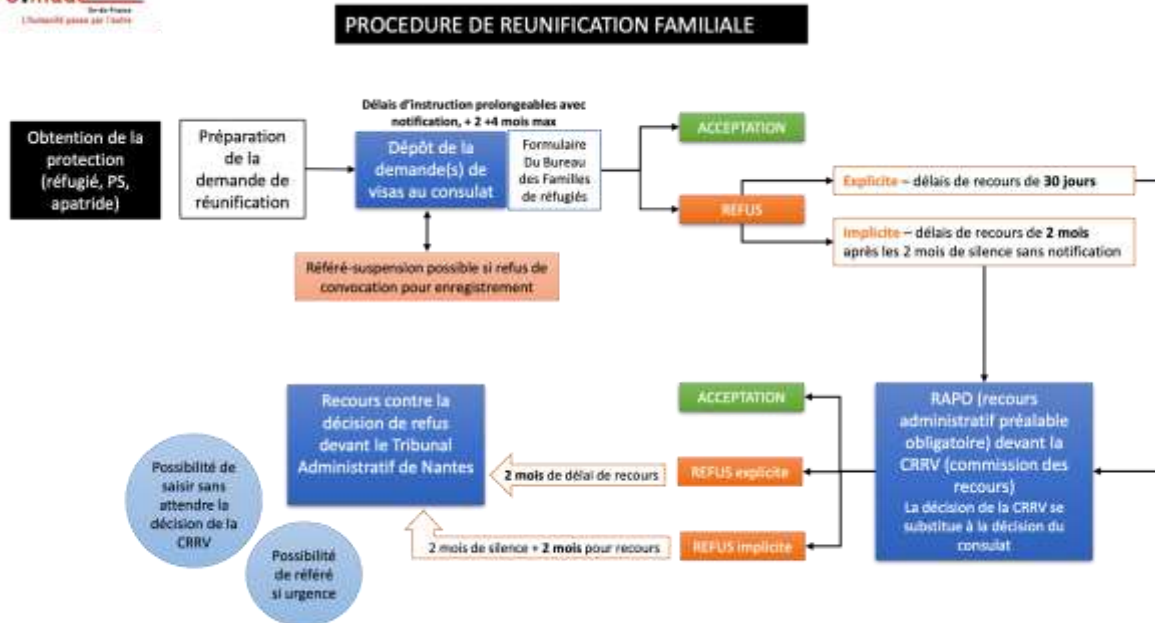 Ile-de-France
L'humanité passe par l'autre
PROCEDURE DE REUNIFICATION FAMILIALE
Délais d'instruction prolongeables avec
notification, + 2 +4 mois max
Obtention de la
protection
(réfugié, PS,
apatride)
Préparation
de la
demande de
réunification
Dépôt de la
demande(s) de
visas au consulat
Formulaire
Du Bureau
des Familles
de réfugiés
ACCEPTATION
REFUS
Explicite – délais de recours de 30 jours
Implicite – délais de recours de 2 mois
après les 2 mois de silence sans notification
Référé-suspension possible si refus de
convocation pour enregistrement
RAPO (recours
administratif préalable
obligatoire) devant la
CRRV (commission des
recours)
La décision de la CRRV se
substitue à la décision du
consulat
ACCEPTATION
REFUS explicite
REFUS implicite
2 mois de délai de recours
2 mois de silence + 2 mois pour recours
Recours contre la
décision de refus
devant le Tribunal
Administratif de Nantes
Possibilité de
saisir sans
attendre la
décision de la
CRRV
Possibilité
de référé
si urgence